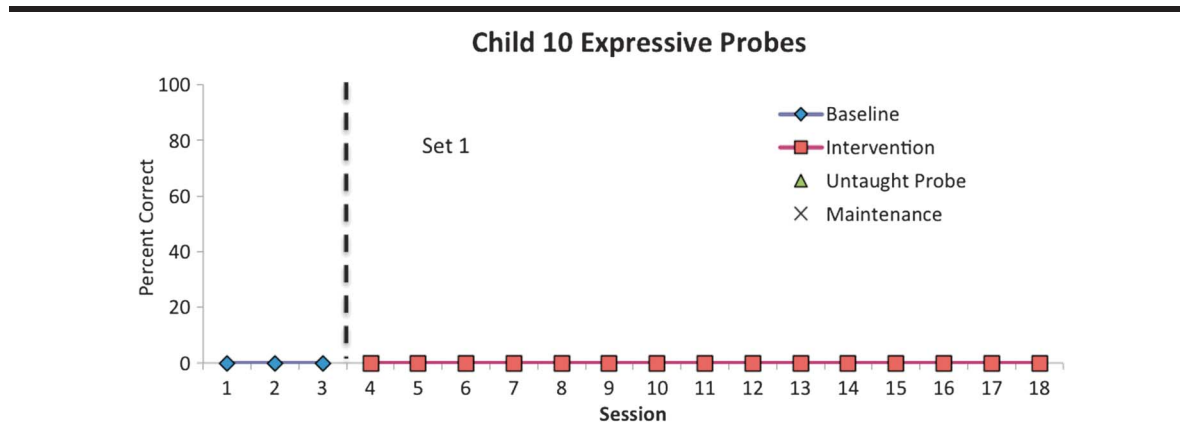 Child 10 Expressive Probes
100
80
60
40
20
0
Percent Correct
Set 1
Baseline
Intervention
Untaught Probe
Maintenance
1 2 3 4 5 6 7 8 9 10 11 12 13 14 15 16 17 18
Session